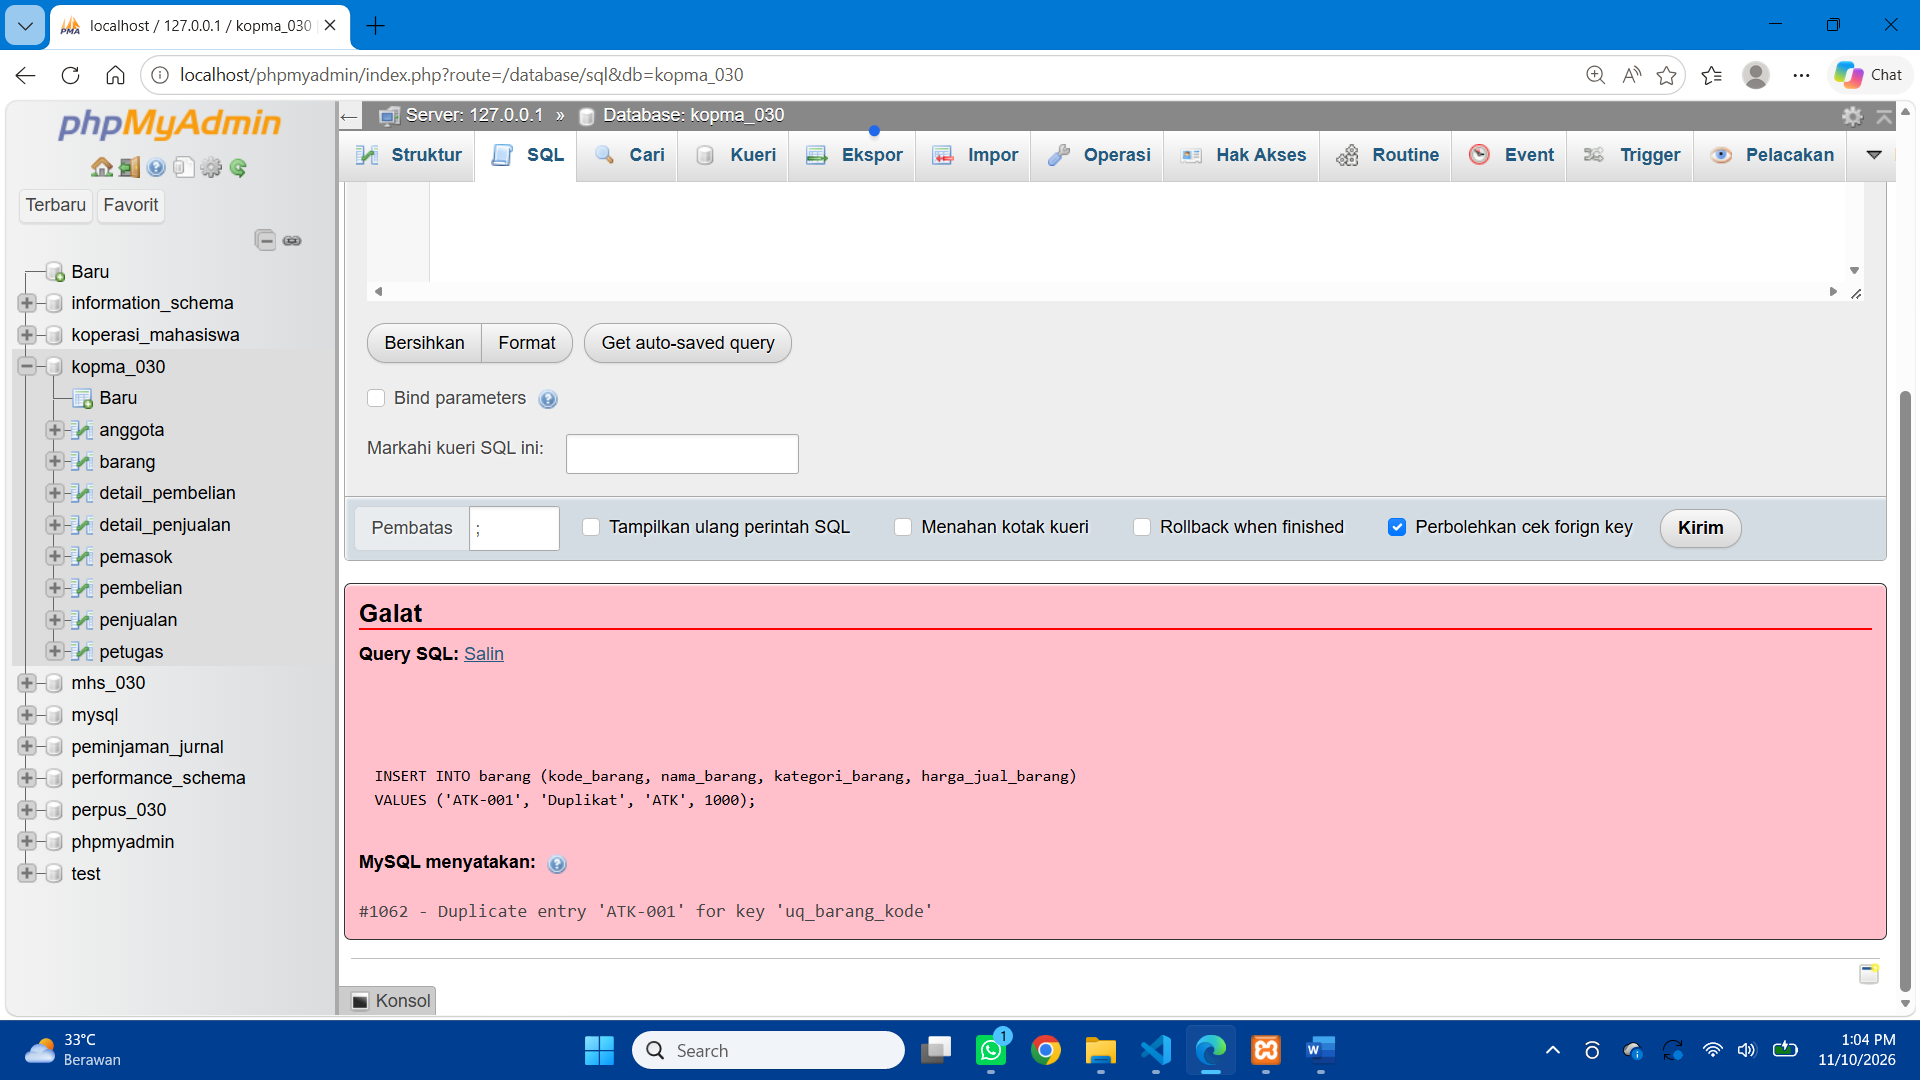 localhost / 127.0.0.1 / kopma_030
localhost/phpmyadmin/index.php?route=/database/sql&db=kopma_030
Chat
phpMyAdmin
Terbaru
Favorit
Baru
information_schema
koperasi_mahasiswa
kopma_030
Baru
anggota
barang
detail_pembelian
detail_penjualan
pemasok
pembelian
penjualan
petugas
mhs_030
mysql
peminjaman_jurnal
performance_schema
perpus_030
phpmyadmin
test
Server: 127.0.0.1 » Database: kopma_030
Struktur
SQL
Cari
Kueri
Ekspor
Impor
Operasi
Hak Akses
Routine
Event
Trigger
Pelacakan
Bersihkan
Format
Get auto-saved query
Bind parameters
Markahi kueri SQL ini:
Pembatas
;
Tampilkan ulang perintah SQL
Menahan kotak kueri
Rollback when finished
Perbolehkan cek forign key
Kirim
Galat
Query SQL: Salin
INSERT INTO barang (kode_barang, nama_barang, kategori_barang, harga_jual_barang)
VALUES ('ATK-001', 'Duplikat', 'ATK', 1000);
MySQL menyatakan:
#1062 - Duplicate entry 'ATK-001' for key 'uq_barang_kode'
Konsol
33°C
Berawan
Search
1
1:04 PM
11/10/2026